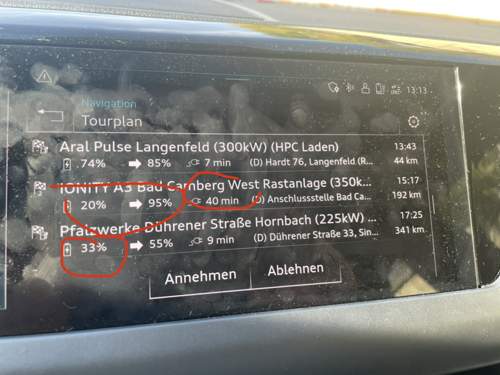 13:13
Navigation
Tourplan
Aral Pulse Langenfeld (300kW) (HPC Laden) 13:43
74% 85% 7 min (D) Hardt 76, Langenfeld (R... 44 km
IONITY A3 Bad Camberg West Rastanlage (350k... 15:17
20% 95% 40 min (D) Anschlussstelle Bad Ca... 192 km
Pfalzwerke Dührener Straße Hornbach (225kW) ... 17:25
33% 55% 9 min (D) Dührener Straße 33, Sin... 341 km
Annehmen Ablehnen